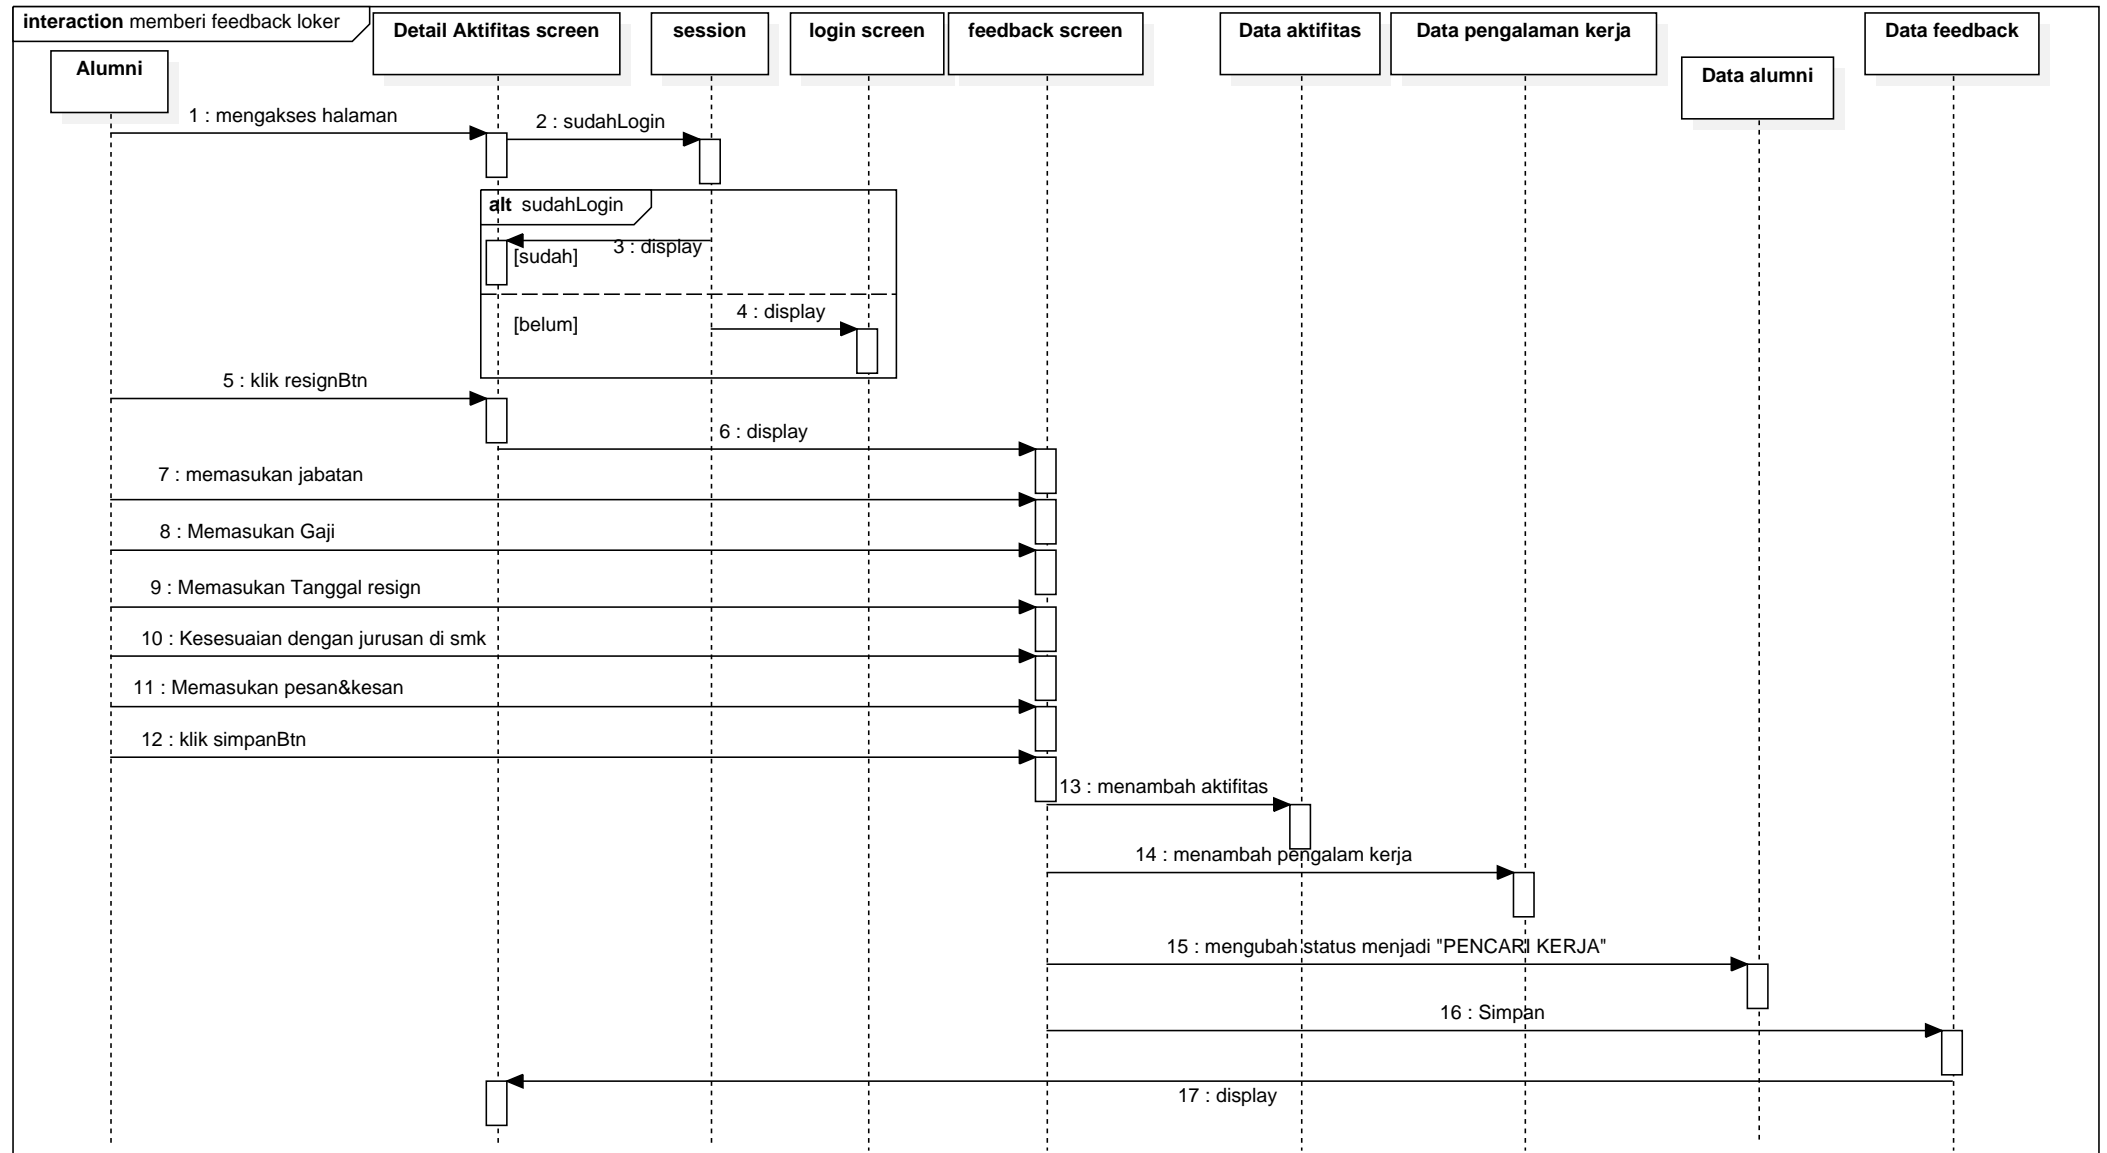 interaction memberi feedback loker
Detail Aktifitas screen
session
login screen
feedback screen
Data aktifitas
Data pengalaman kerja
Data feedback
Alumni
Data alumni
1 : mengakses halaman
2 : sudahLogin
alt sudahLogin
3 : display
[sudah]
4 : display
[belum]
5 : klik resignBtn
6 : display
7 : memasukan jabatan
8 : Memasukan Gaji
9 : Memasukan Tanggal resign
10 : Kesesuaian dengan jurusan di smk
11 : Memasukan pesan&kesan
12 : klik simpanBtn
13 : menambah aktifitas
14 : menambah pengalam kerja
15 : mengubah status menjadi "PENCARI KERJA"
16 : Simpan
17 : display